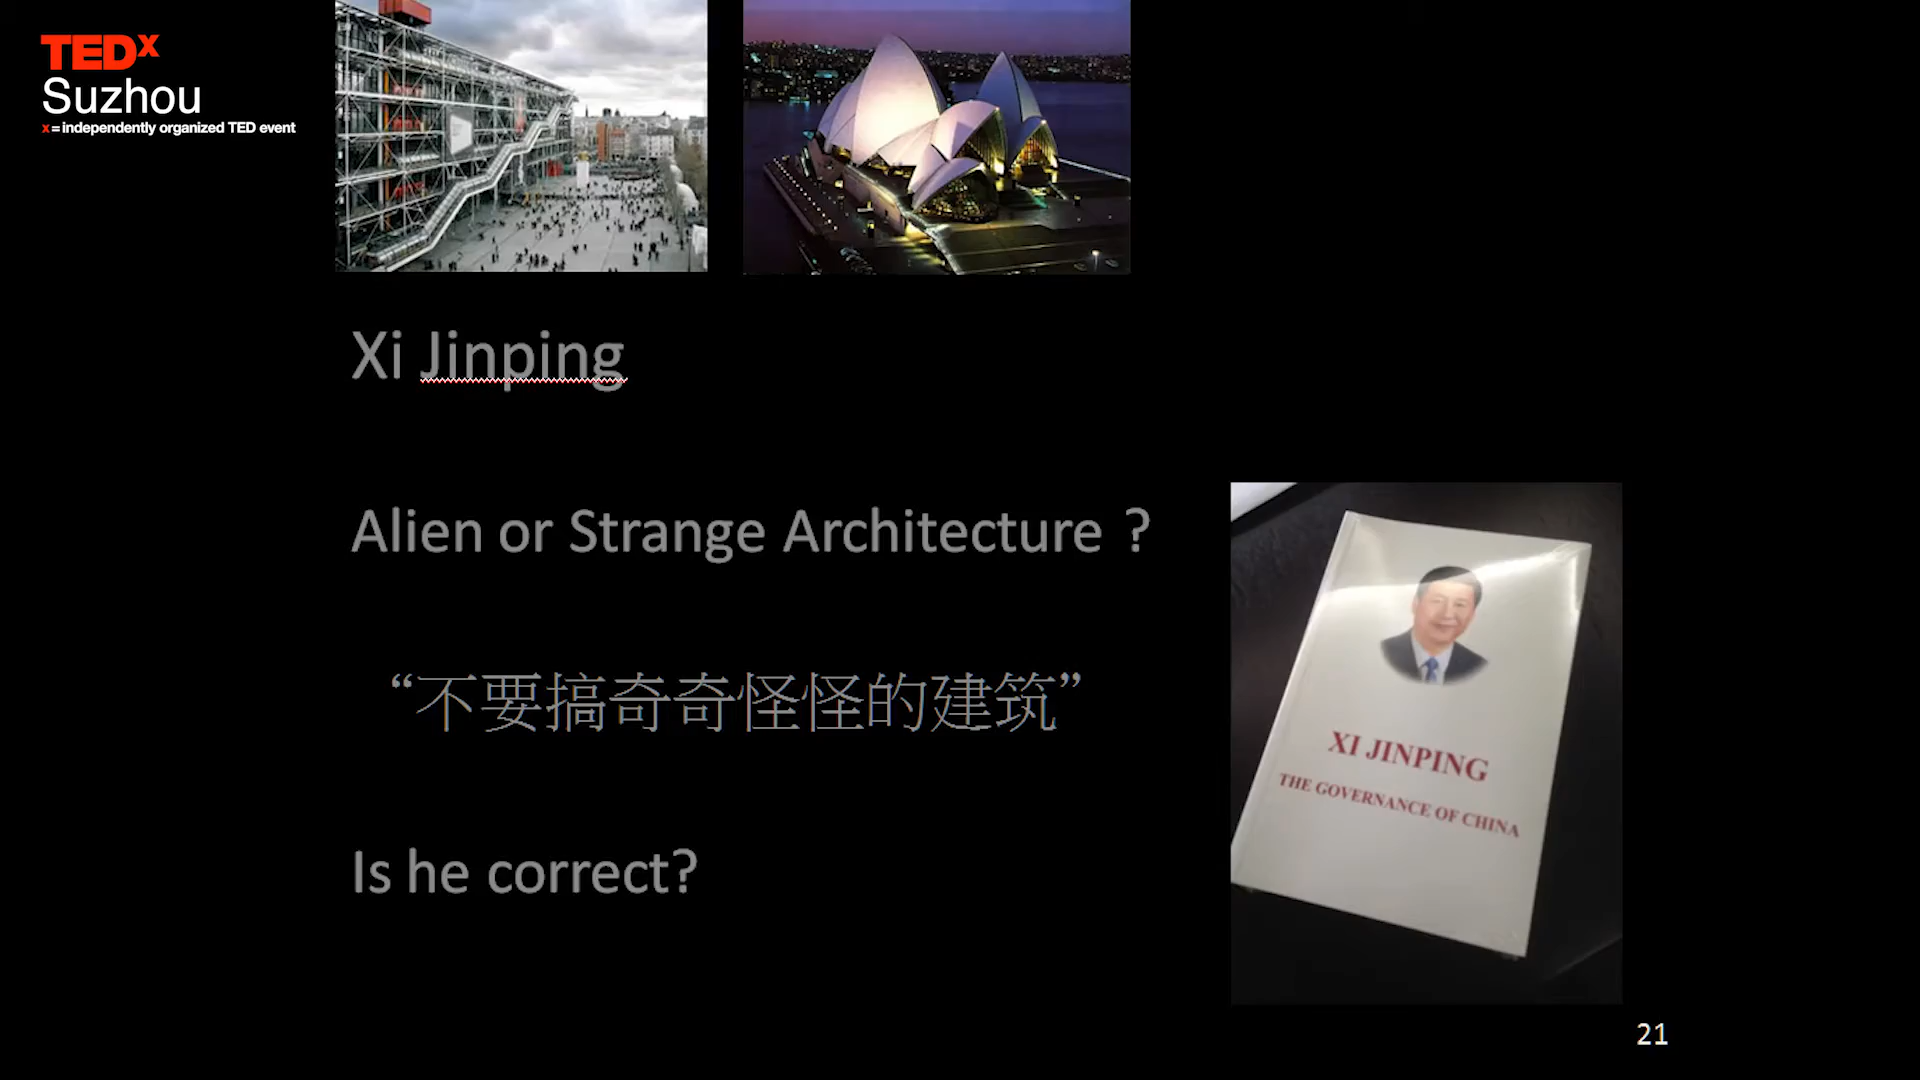 TEDx
Suzhou
x=independently organized TED event
Xi Jinping
Alien or Strange Architecture ?
“不要搞奇奇怪怪的建筑”
Is he correct?
XI JINPING
THE GOVERNANCE OF CHINA
21